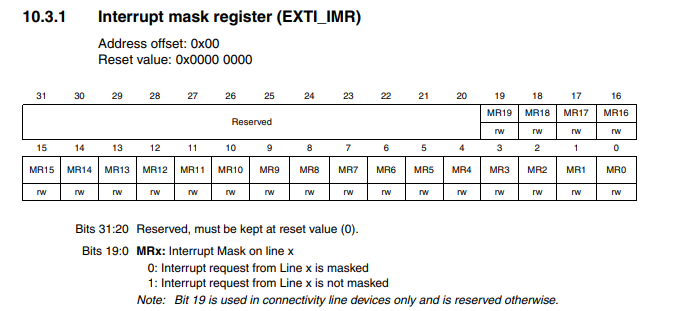 10.3.1 Interrupt mask register (EXTI_IMR)
Address offset: 0x00
Reset value: 0x0000 0000
31 30 29 28 27 26 25 24 23 22 21 20 19 18 17 16
Reserved MR19 MR18 MR17 MR16
rw rw rw rw
15 14 13 12 11 10 9 8 7 6 5 4 3 2 1 0
MR15 MR14 MR13 MR12 MR11 MR10 MR9 MR8 MR7 MR6 MR5 MR4 MR3 MR2 MR1 MR0
rw rw rw rw rw rw rw rw rw rw rw rw rw rw rw rw
Bits 31:20 Reserved, must be kept at reset value (0).
Bits 19:0 MRx: Interrupt Mask on line x
0: Interrupt request from Line x is masked
1: Interrupt request from Line x is not masked
Note: Bit 19 is used in connectivity line devices only and is reserved otherwise.